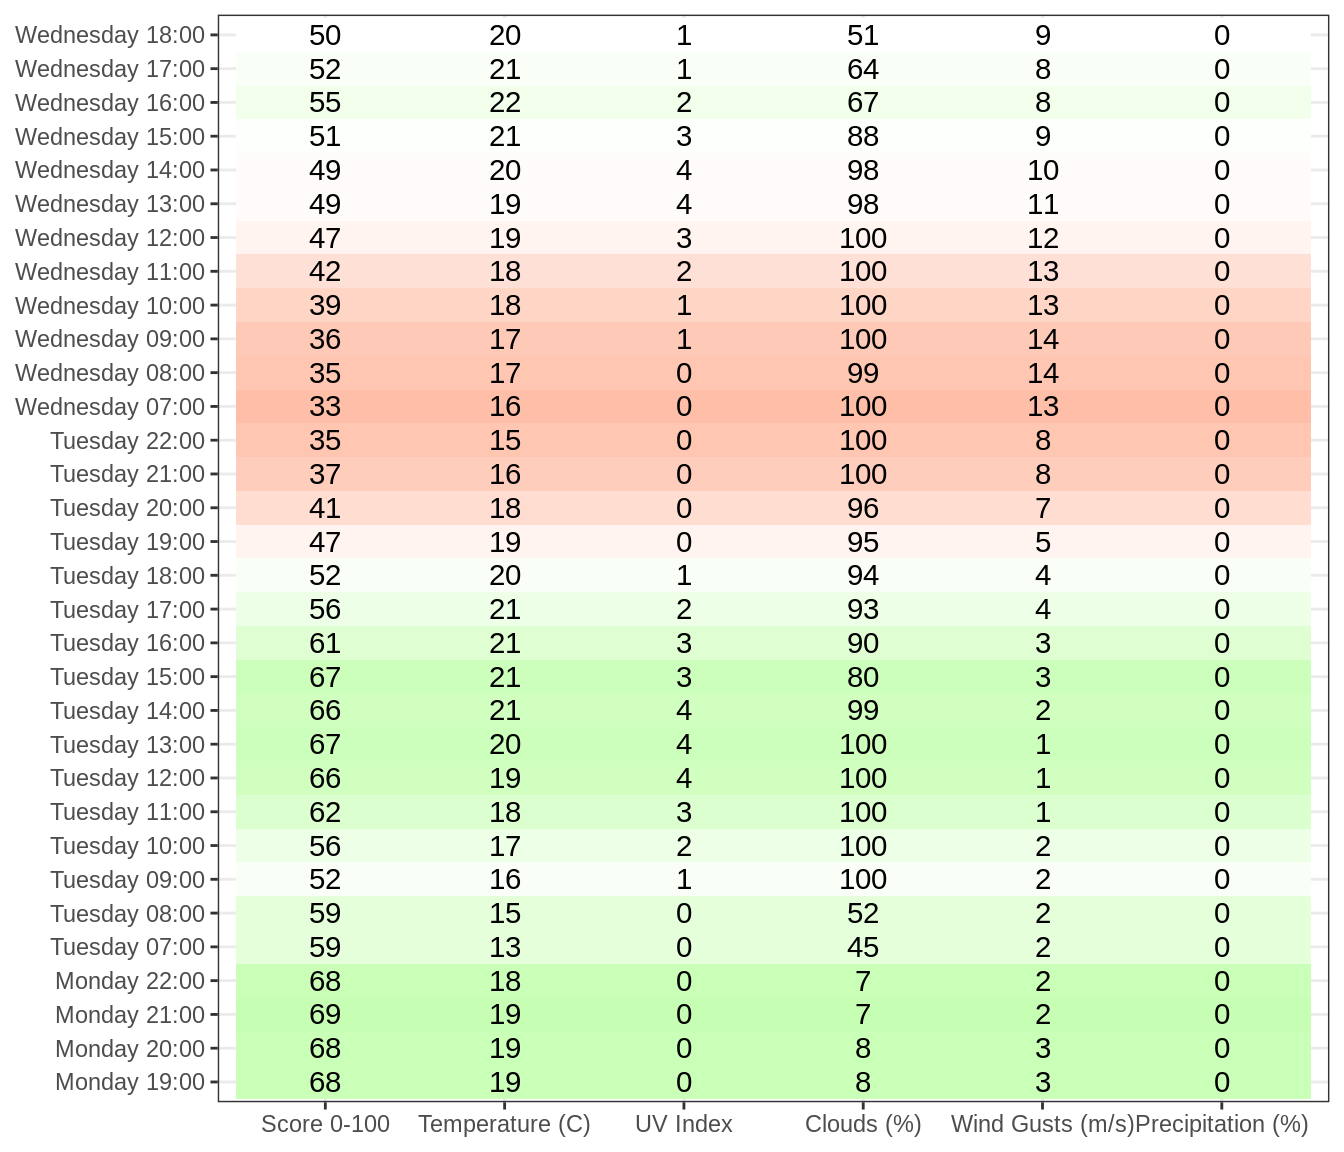 Wednesday 18:00 50 20 1 51 9 0
Wednesday 17:00 52 21 1 64 8 0
Wednesday 16:00 55 22 2 67 8 0
Wednesday 15:00 51 21 3 88 9 0
Wednesday 14:00 49 20 4 98 10 0
Wednesday 13:00 49 19 4 98 11 0
Wednesday 12:00 47 19 3 100 12 0
Wednesday 11:00 42 18 2 100 13 0
Wednesday 10:00 39 18 1 100 13 0
Wednesday 09:00 36 17 1 100 14 0
Wednesday 08:00 35 17 0 99 14 0
Wednesday 07:00 33 16 0 100 13 0
Tuesday 22:00 35 15 0 100 8 0
Tuesday 21:00 37 16 0 100 8 0
Tuesday 20:00 41 18 0 96 7 0
Tuesday 19:00 47 19 0 95 5 0
Tuesday 18:00 52 20 1 94 4 0
Tuesday 17:00 56 21 2 93 4 0
Tuesday 16:00 61 21 3 90 3 0
Tuesday 15:00 67 21 3 80 3 0
Tuesday 14:00 66 21 4 99 2 0
Tuesday 13:00 67 20 4 100 1 0
Tuesday 12:00 66 19 4 100 1 0
Tuesday 11:00 62 18 3 100 1 0
Tuesday 10:00 56 17 2 100 2 0
Tuesday 09:00 52 16 1 100 2 0
Tuesday 08:00 59 15 0 52 2 0
Tuesday 07:00 59 13 0 45 2 0
Monday 22:00 68 18 0 7 2 0
Monday 21:00 69 19 0 7 2 0
Monday 20:00 68 19 0 8 3 0
Monday 19:00 68 19 0 8 3 0
Score 0-100 Temperature (C) UV Index Clouds (%) Wind Gusts (m/s) Precipitation (%)